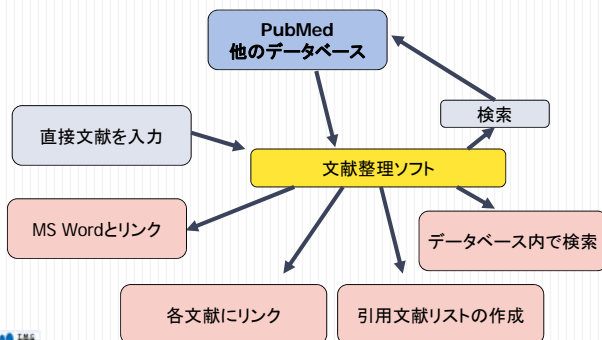 PubMed
他のデータベース
検索
直接文献を入力
文献整理ソフト
MS Wordとリンク
データベース内で検索
各文献にリンク
引用文献リストの作成